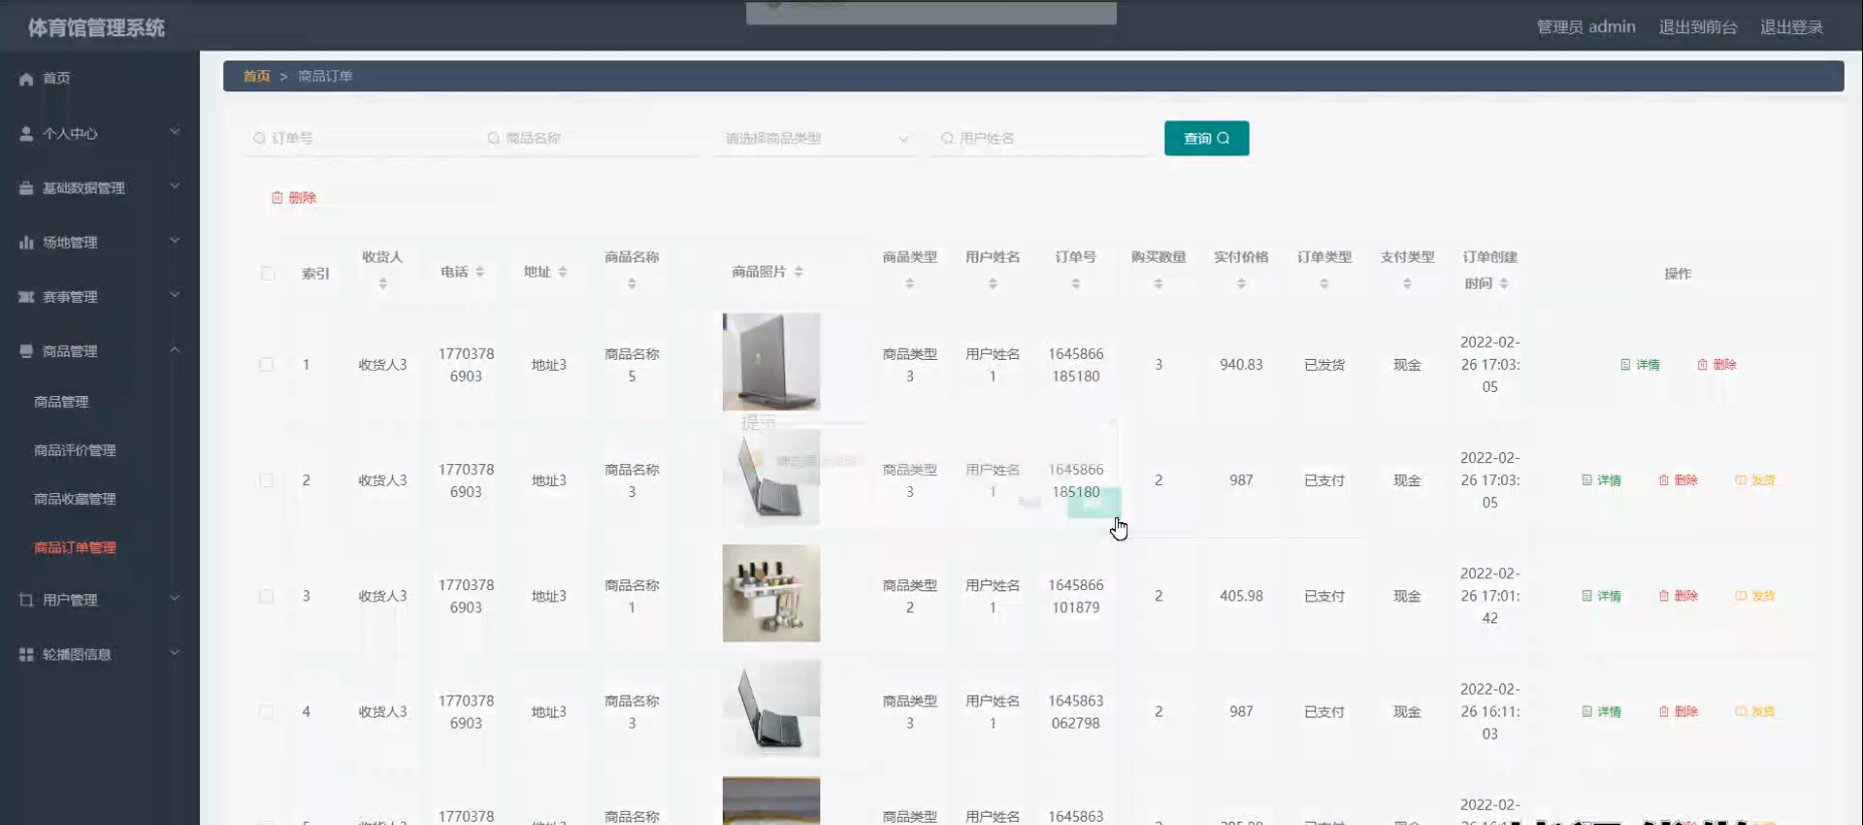 体育馆管理系统
管理员 admin 退出到前台 退出登录
首页
个人中心
基础数据管理
场地管理
赛事管理
商品管理
商品管理
商品评价管理
商品收藏管理
商品订单管理
用户管理
轮播图信息
首页 > 商品订单
订单号 商品名称 请选择商品类型 用户姓名 查询
删除
索引 收货人 电话 地址 商品名称 商品照片 商品类型 用户姓名 订单号 购买数量 实付价格 订单类型 支付类型 订单创建时间 操作
1 收货人3 17703786903 地址3 商品名称5 商品类型3 用户姓名1 1645866185180 3 940.83 已发货 现金 2022-02-26 17:03:05 详情 删除
提示
2 收货人3 17703786903 地址3 商品名称3 商品类型3 用户姓名1 1645866185180 2 987 已支付 现金 2022-02-26 17:03:05 详情 删除 发货
3 收货人3 17703786903 地址3 商品名称1 商品类型2 用户姓名1 1645866101879 2 405.98 已支付 现金 2022-02-26 17:01:42 详情 删除 发货
4 收货人3 17703786903 地址3 商品名称3 商品类型3 用户姓名1 1645863062798 2 987 已支付 现金 2022-02-26 16:11:03 详情 删除 发货
1770378 商品名称 商品类型 用户姓名 1645863 2022-02-